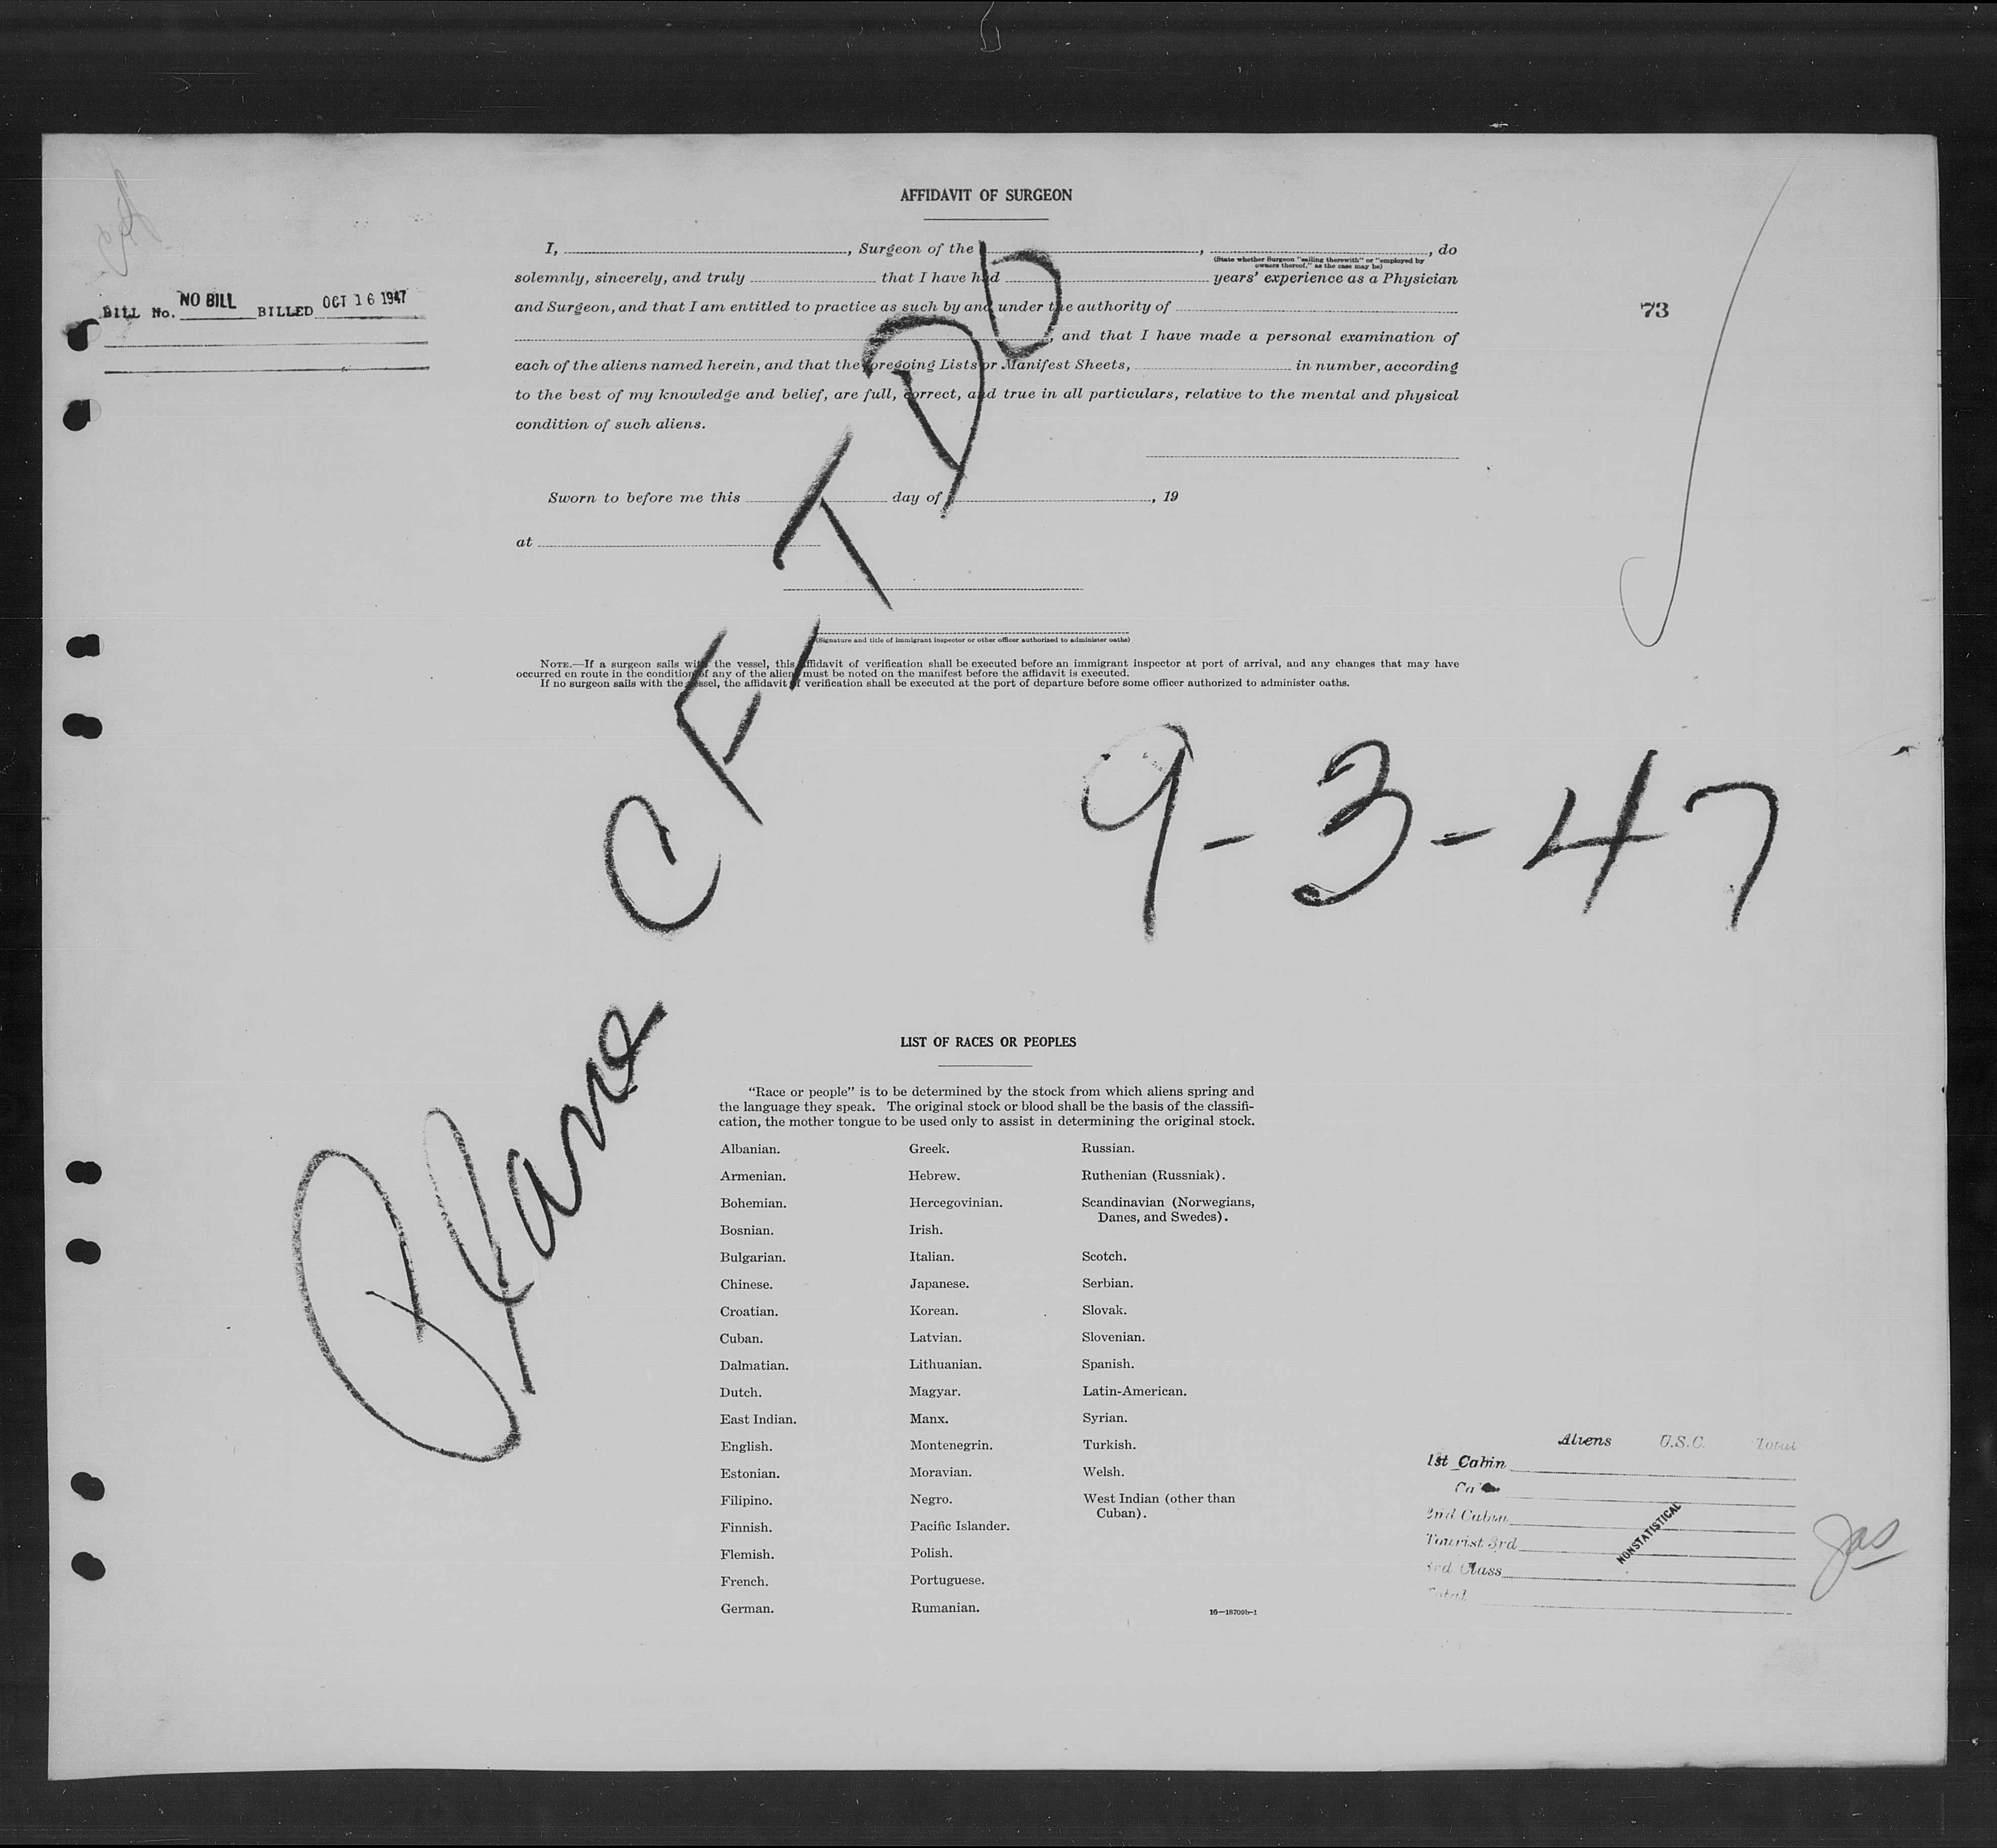 AFFIDAVIT OF SURGEON
I, , Surgeon of the , , do
(State whether Surgeon "sailing therewith" or "employed by
owners thereof," as the case may be)
solemnly, sincerely, and truly that I have had years' experience as a Physician
and Surgeon, and that I am entitled to practice as such by and under the authority of
, and that I have made a personal examination of
each of the aliens named herein, and that the foregoing Lists or Manifest Sheets, in number, according
to the best of my knowledge and belief, are full, correct, and true in all particulars, relative to the mental and physical
condition of such aliens.
BILL No. NO BILL BILLED OCT 16 1947
73
Sworn to before me this day of , 19
at
(Signature and title of immigrant inspector or other officer authorized to administer oaths)
NOTE.—If a surgeon sails with the vessel, this affidavit of verification shall be executed before an immigrant inspector at port of arrival, and any changes that may have
occurred en route in the condition of any of the aliens must be noted on the manifest before the affidavit is executed.
If no surgeon sails with the vessel, the affidavit of verification shall be executed at the port of departure before some officer authorized to administer oaths.
Plane CF-TDD
9-3-47
LIST OF RACES OR PEOPLES
"Race or people" is to be determined by the stock from which aliens spring and
the language they speak. The original stock or blood shall be the basis of the classifi-
cation, the mother tongue to be used only to assist in determining the original stock.
Albanian.
Armenian.
Bohemian.
Bosnian.
Bulgarian.
Chinese.
Croatian.
Cuban.
Dalmatian.
Dutch.
East Indian.
English.
Estonian.
Filipino.
Finnish.
Flemish.
French.
German.
Greek.
Hebrew.
Hercegovinian.
Irish.
Italian.
Japanese.
Korean.
Latvian.
Lithuanian.
Magyar.
Manx.
Montenegrin.
Moravian.
Negro.
Pacific Islander.
Polish.
Portuguese.
Rumanian.
Russian.
Ruthenian (Russniak).
Scandinavian (Norwegians,
Danes, and Swedes).
Scotch.
Serbian.
Slovak.
Slovenian.
Spanish.
Latin-American.
Syrian.
Turkish.
Welsh.
West Indian (other than
Cuban).
16—18709b-1
Aliens U.S.C. Total
1st Cabin
2nd Cabin
Tourist 3rd
3rd Class
Total
NONSTATISTICAL